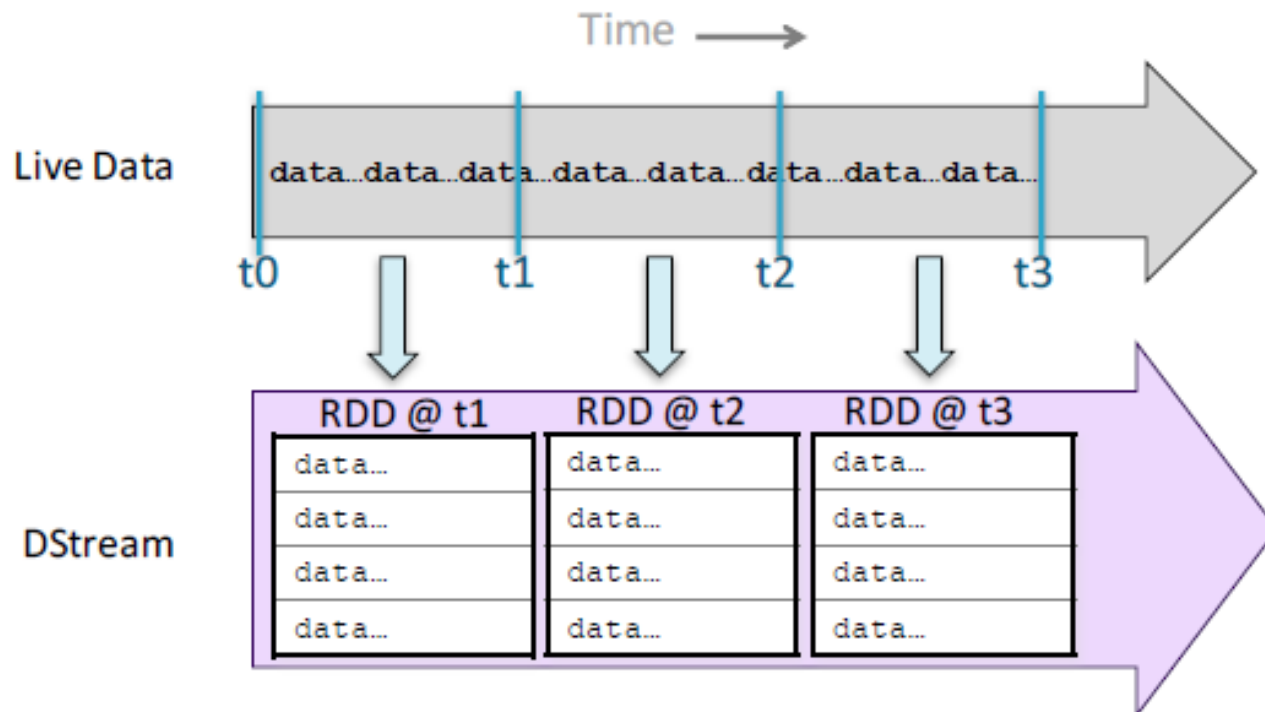 Time
Live Data
data…data…data…data…data…data…data…data…
t0 t1 t2 t3
RDD @ t1 RDD @ t2 RDD @ t3
DStream
data… data… data…
data… data… data…
data… data… data…
data… data… data…